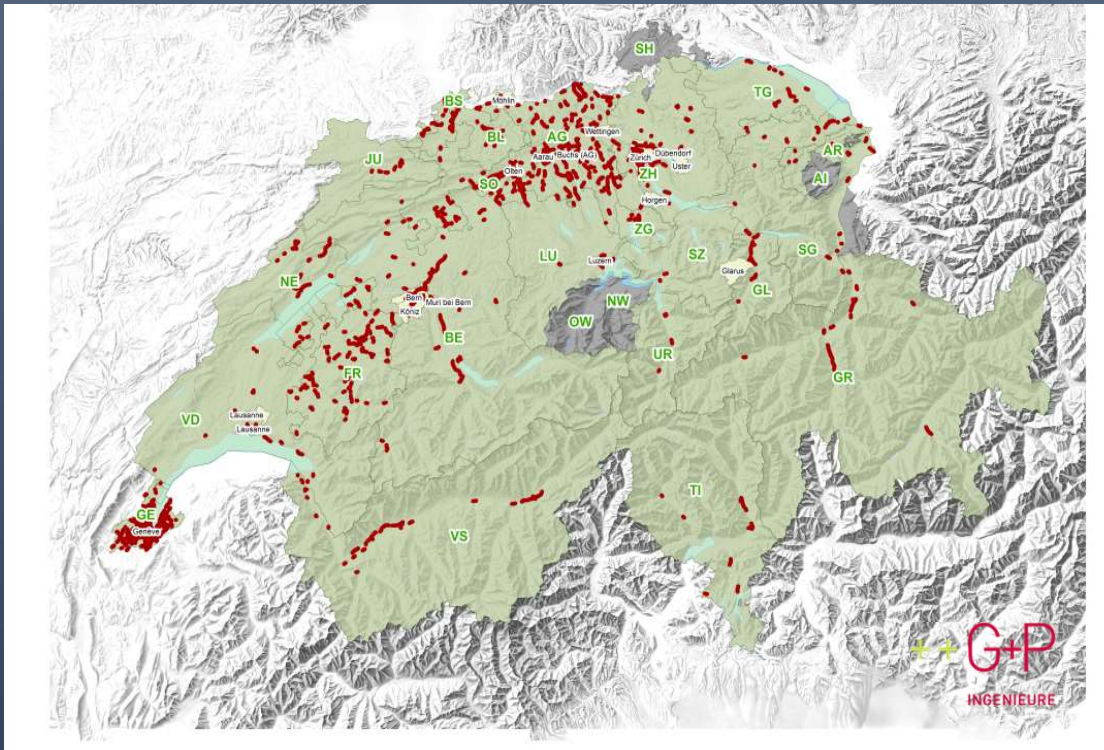 SH
BS
Möhlin
TG
BL
AG
Wettingen
AR
JU
Aarau
Buchs (AG)
Zürich
Dübendorf
Olten
Uster
ZH
AI
SO
Horgen
ZG
LU
SZ
SG
Luzern
Glarus
NE
GL
Bern
Muri bei Bern
NW
Köniz
OW
BE
UR
FR
GR
VD
Lausanne
Lausanne
TI
GE
Genève
VS
++ G+P
INGENIEURE